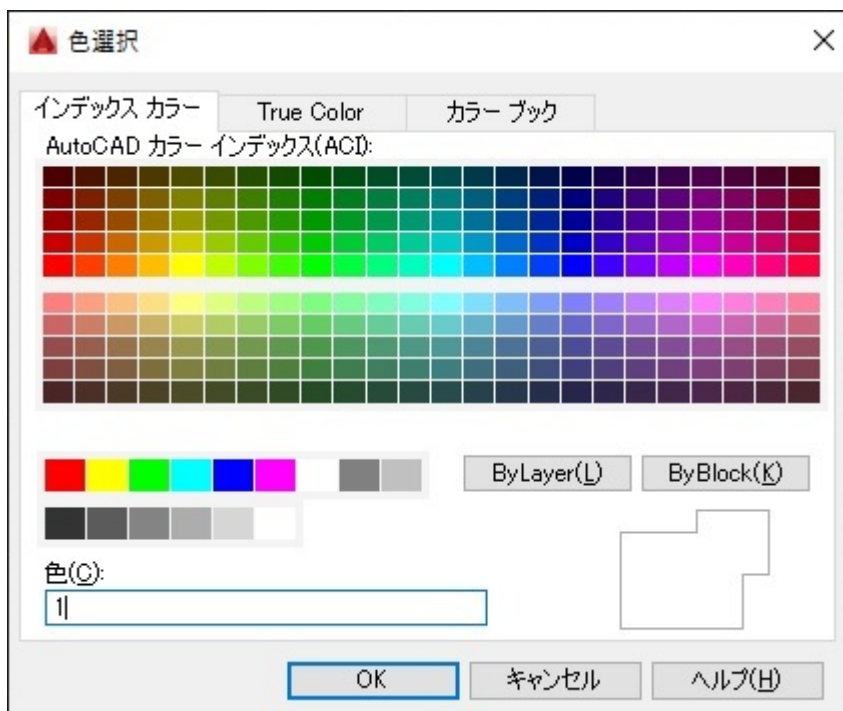 色選択
インデックス カラー
True Color
カラー ブック
AutoCAD カラー インデックス(ACI):
ByLayer(L)
ByBlock(K)
色(C):
1
OK
キャンセル
ヘルプ(H)